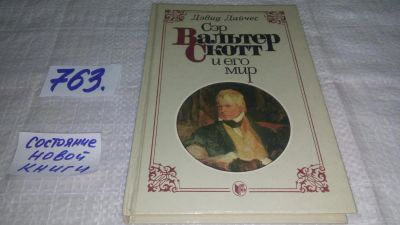 763.
Состояние
новой
книги
Дэвид Дайчес
Сэр
Вальтер
Скотт
и его
мир